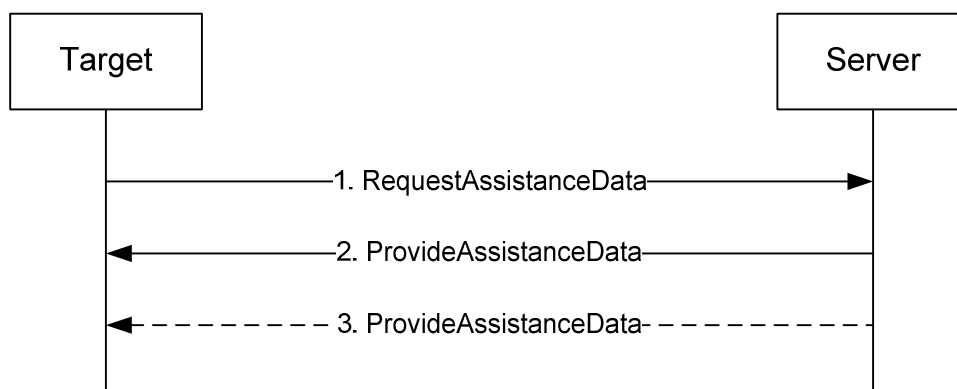 Target
Server
1. RequestAssistanceData
2. ProvideAssistanceData
3. ProvideAssistanceData